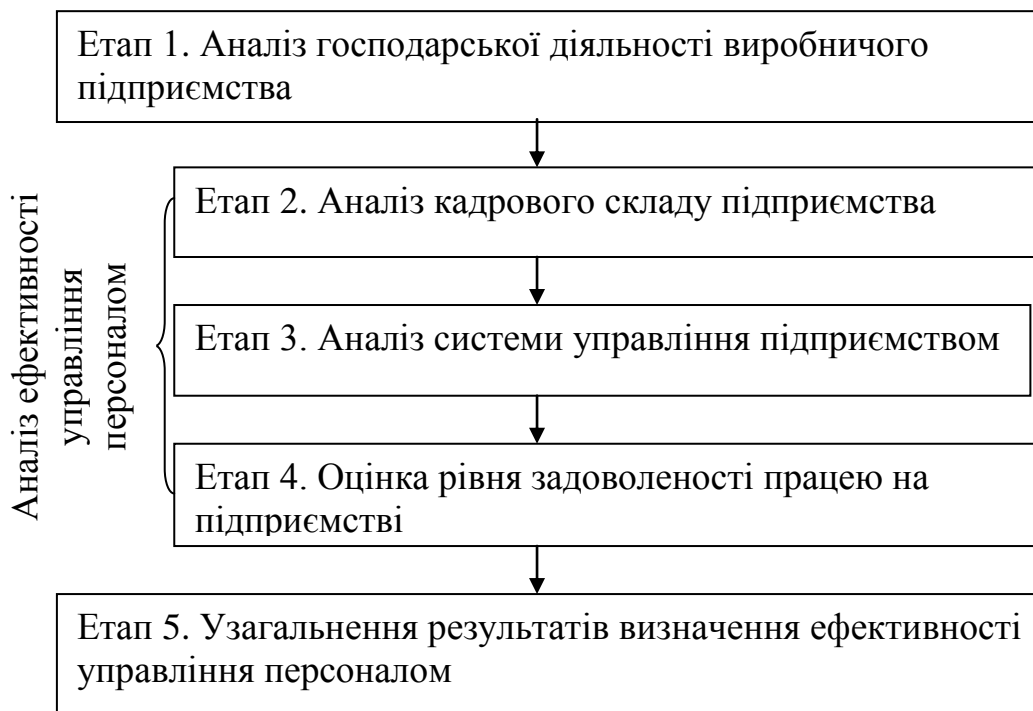 Етап 1. Аналіз господарської діяльності виробничого
підприємства
Аналіз ефективності
управління
персоналом
Етап 2. Аналіз кадрового складу підприємства
Етап 3. Аналіз системи управління підприємством
Етап 4. Оцінка рівня задоволеності працею на
підприємстві
Етап 5. Узагальнення результатів визначення ефективності
управління персоналом